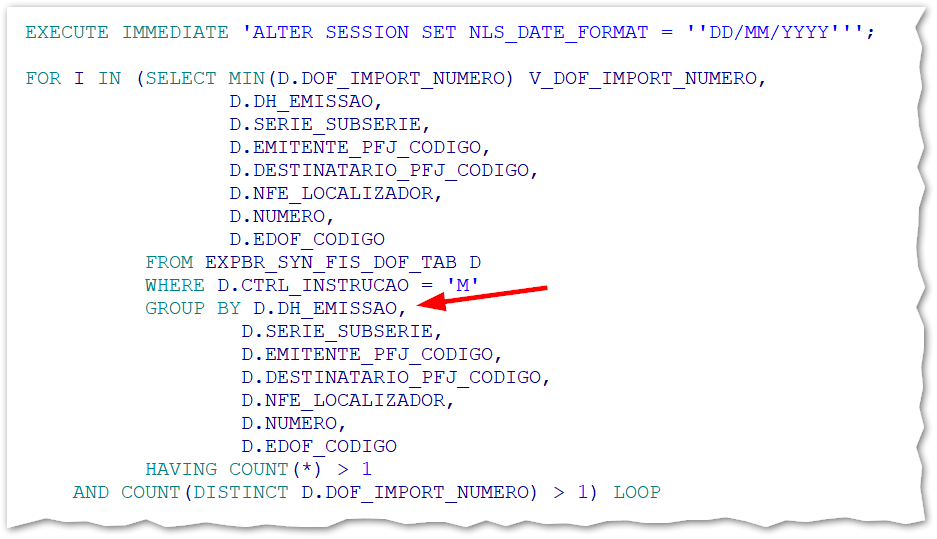 EXECUTE IMMEDIATE 'ALTER SESSION SET NLS_DATE_FORMAT = ''DD/MM/YYYY''';
FOR I IN (SELECT MIN(D.DOF_IMPORT_NUMERO) V_DOF_IMPORT_NUMERO,
D.DH_EMISSAO,
D.SERIE_SUBSERIE,
D.EMITENTE_PFJ_CODIGO,
D.DESTINATARIO_PFJ_CODIGO,
D.NFE_LOCALIZADOR,
D.NUMERO,
D.EDOF_CODIGO
FROM EXPBR_SYN_FIS_DOF_TAB D
WHERE D.CTRL_INSTRUCAO = 'M'
GROUP BY D.DH_EMISSAO,
D.SERIE_SUBSERIE,
D.EMITENTE_PFJ_CODIGO,
D.DESTINATARIO_PFJ_CODIGO,
D.NFE_LOCALIZADOR,
D.NUMERO,
D.EDOF_CODIGO
HAVING COUNT(*) > 1
AND COUNT(DISTINCT D.DOF_IMPORT_NUMERO) > 1) LOOP